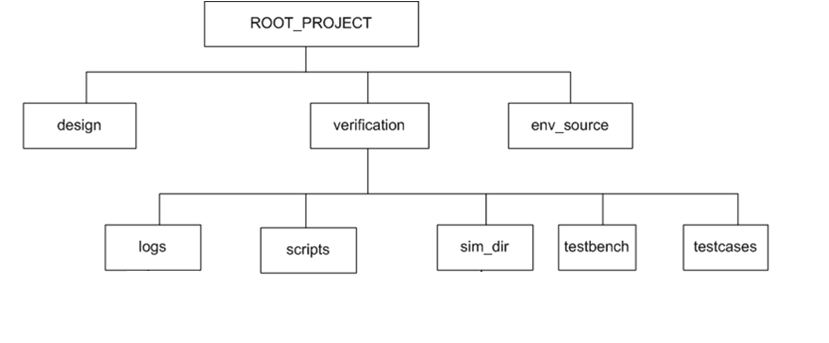 ROOT_PROJECT
design
verification
env_source
logs
scripts
sim_dir
testbench
testcases